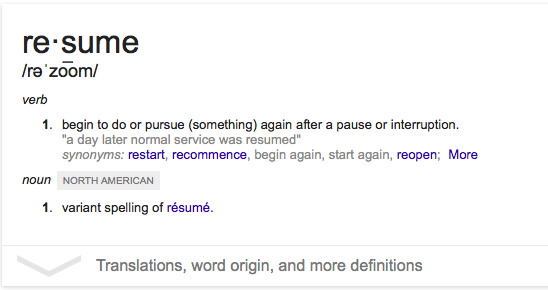 re·sume
/rəˈzo͞om/
verb
1. begin to do or pursue (something) again after a pause or interruption.
"a day later normal service was resumed"
synonyms: restart, recommence, begin again, start again, reopen; More
noun NORTH AMERICAN
1. variant spelling of résumé.
Translations, word origin, and more definitions